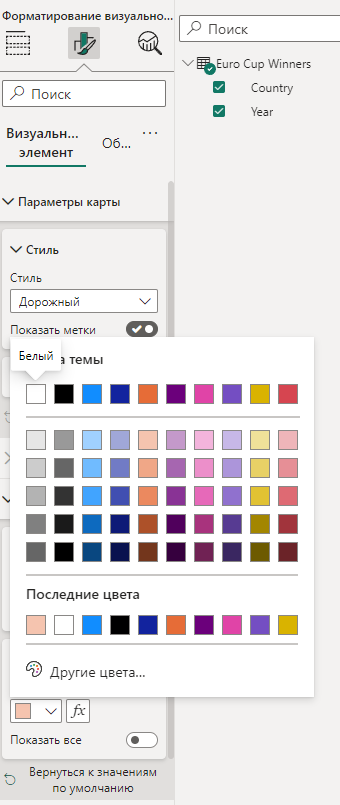 Форматирование визуально...
Поиск
Визуальн...
элемент
Об...
Параметры карты
Стиль
Стиль
Дорожный
Показать метки
Белый
а темы
Последние цвета
Другие цвета...
fx
Показать все
Вернуться к значениям
по умолчанию
Поиск
Euro Cup Winners
Country
Year